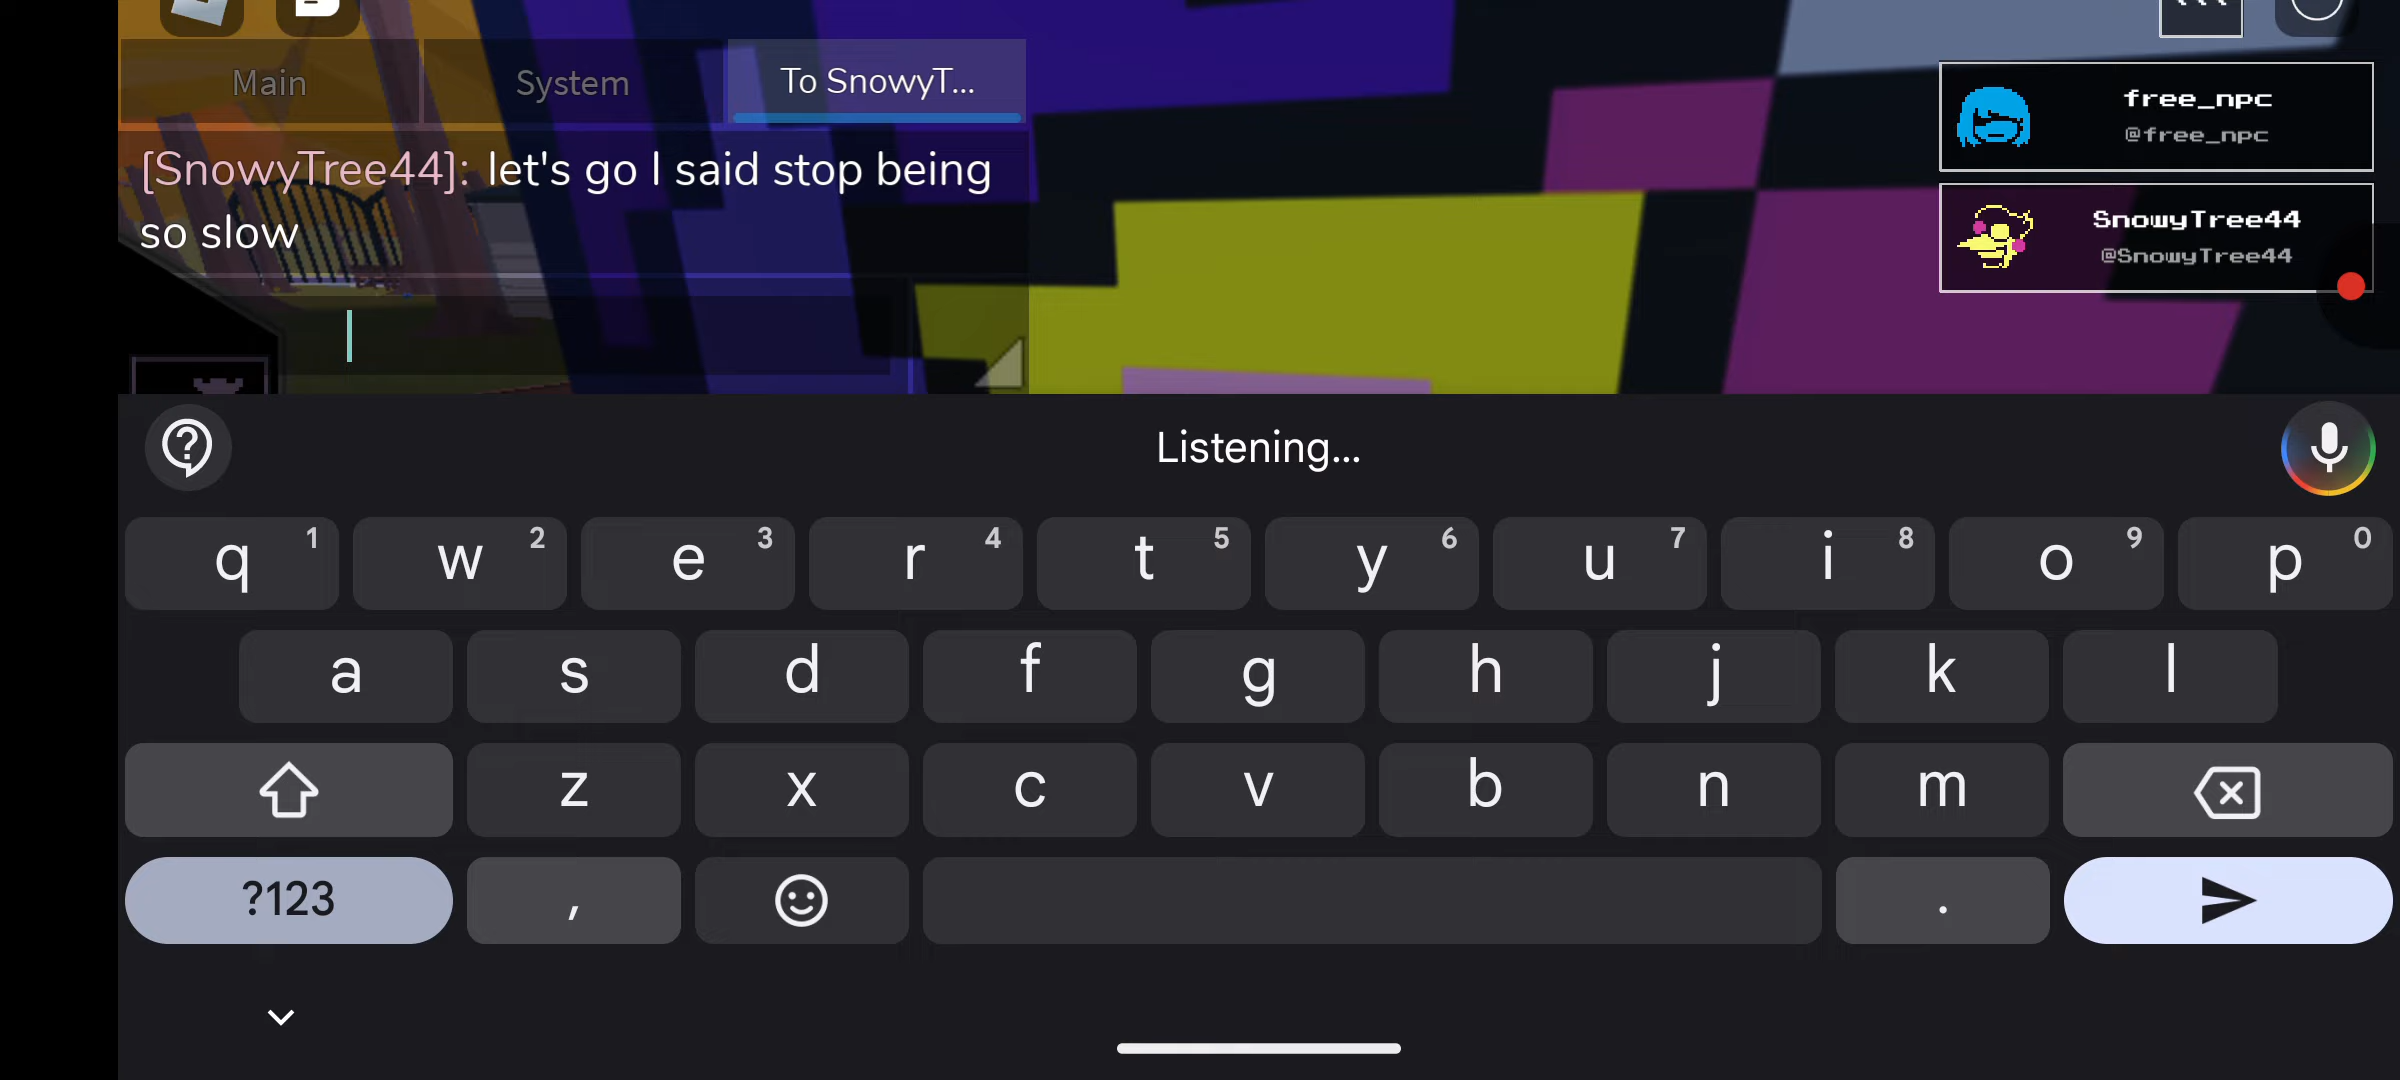 Main
System
To SnowyT...
free_npc
@free_npc
[SnowyTree44]: let's go I said stop being
so slow
SnowyTree44
@SnowyTree44
Listening...
q 1 w 2 e 3 r 4 t 5 y 6 u 7 i 8 o 9 p 0
a s d f g h j k l
z x c v b n m
?123 , .